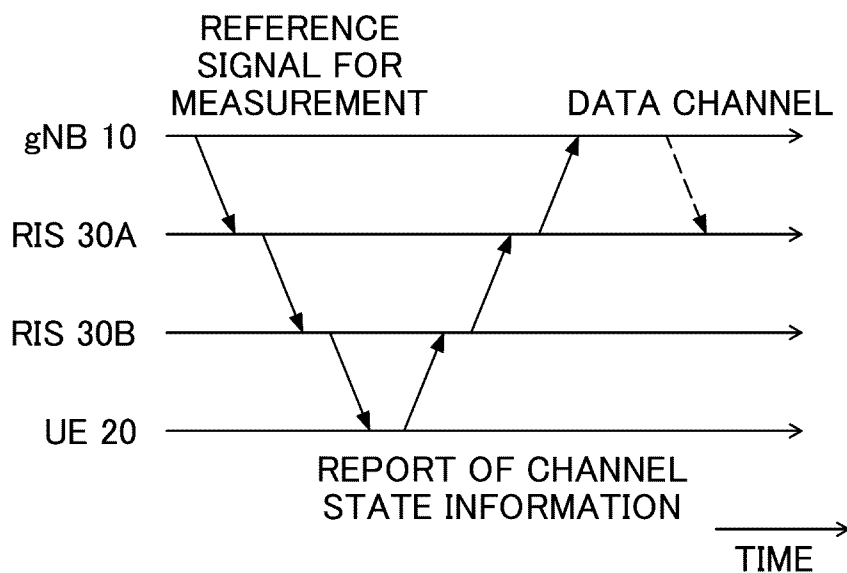 REFERENCE
SIGNAL FOR
MEASUREMENT
DATA CHANNEL
gNB 10
RIS 30A
RIS 30B
UE 20
REPORT OF CHANNEL
STATE INFORMATION
TIME